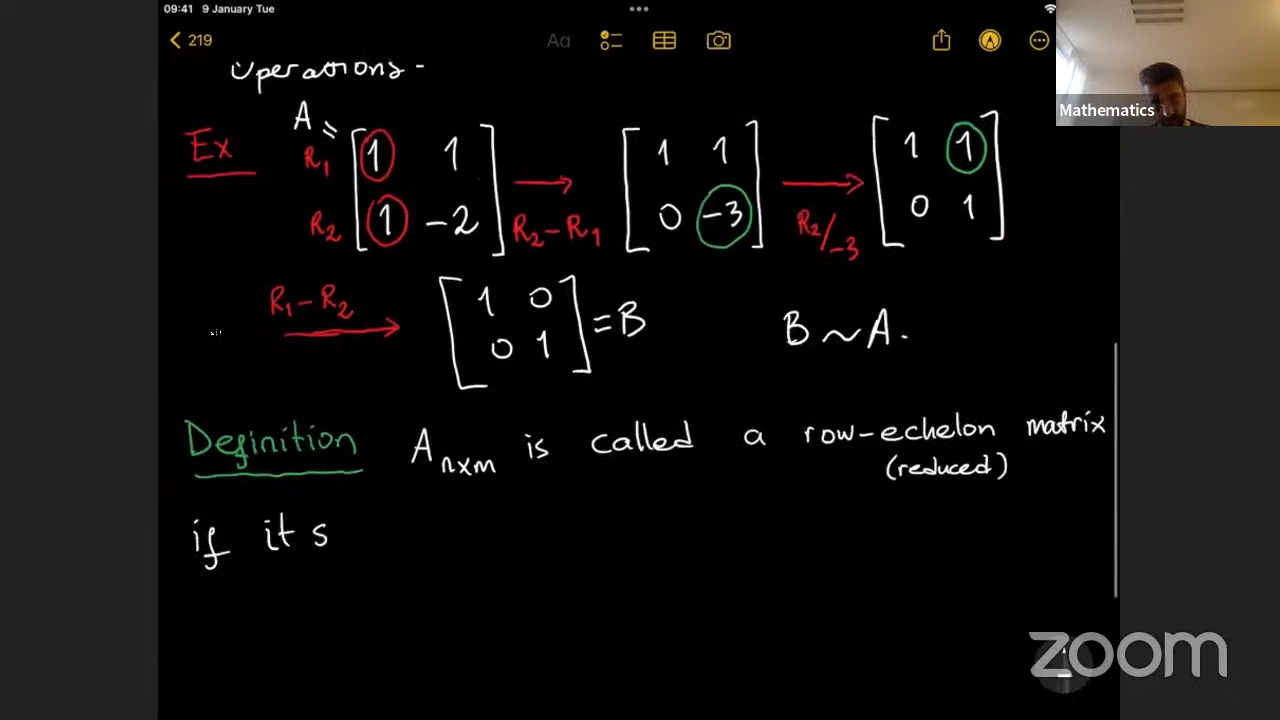 09:41 9 January Tue
219
Aa
Mathematics
Operations-
Ex A = R1 R2 [1 1; 1 -2] → R2-R1 [1 1; 0 -3] → R2/-3 [1 1; 0 1]
R1-R2 → [1 0; 0 1] = B B ~ A.
Definition Anxm is called a row-echelon matrix
(reduced)
if it s
zoom